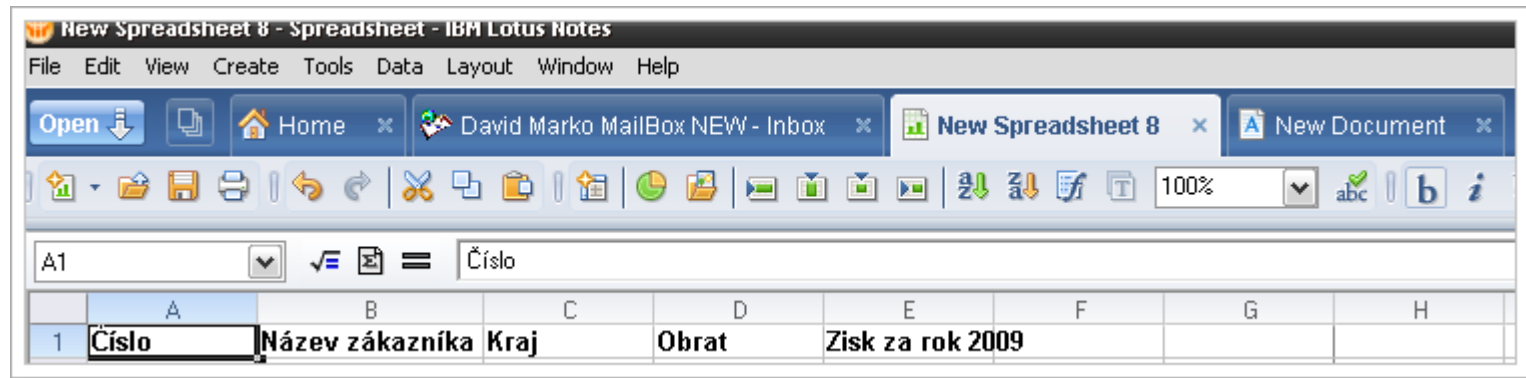 New Spreadsheet 8 - Spreadsheet - IBM Lotus Notes
File Edit View Create Tools Data Layout Window Help
Open Home David Marko MailBox NEW - Inbox New Spreadsheet 8 New Document
100% abc b i
A1 Číslo
A B C D E F G H
1 Číslo Název zákazníka Kraj Obrat Zisk za rok 2009